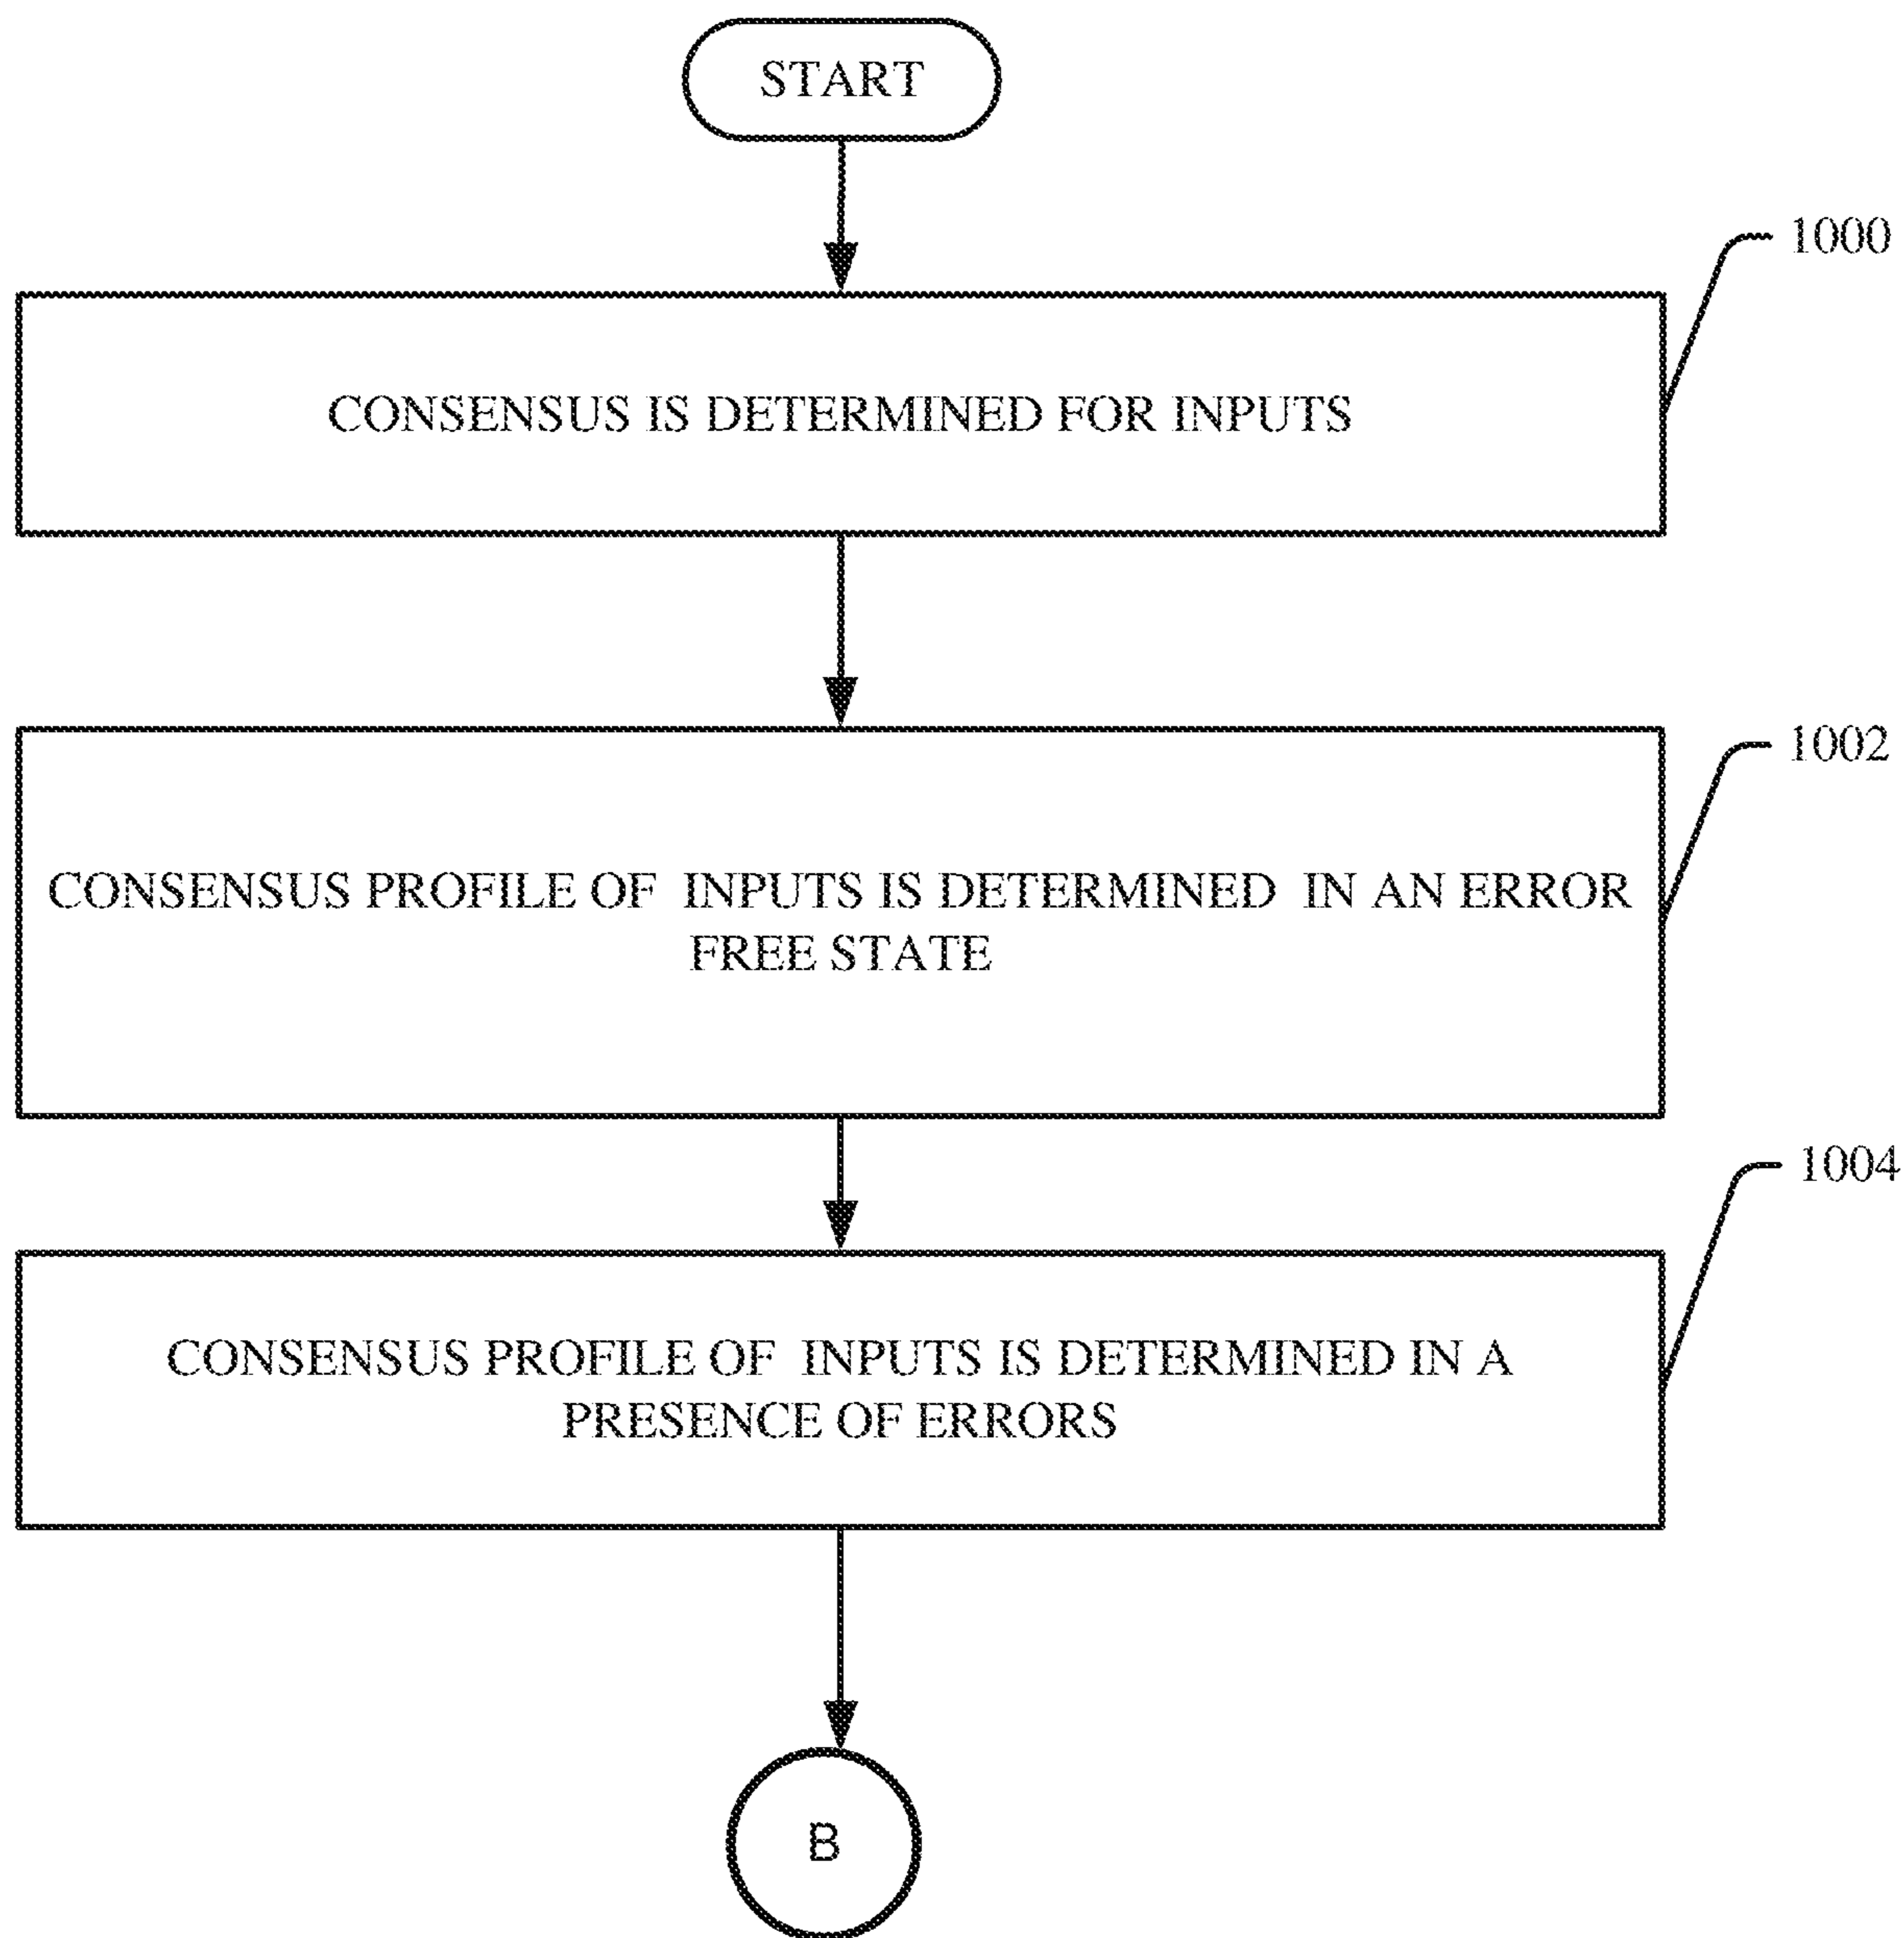 START
1000
CONSENSUS IS DETERMINED FOR INPUTS
1002
CONSENSUS PROFILE OF INPUTS IS DETERMINED IN AN ERROR
FREE STATE
1004
CONSENSUS PROFILE OF INPUTS IS DETERMINED IN A
PRESENCE OF ERRORS
B